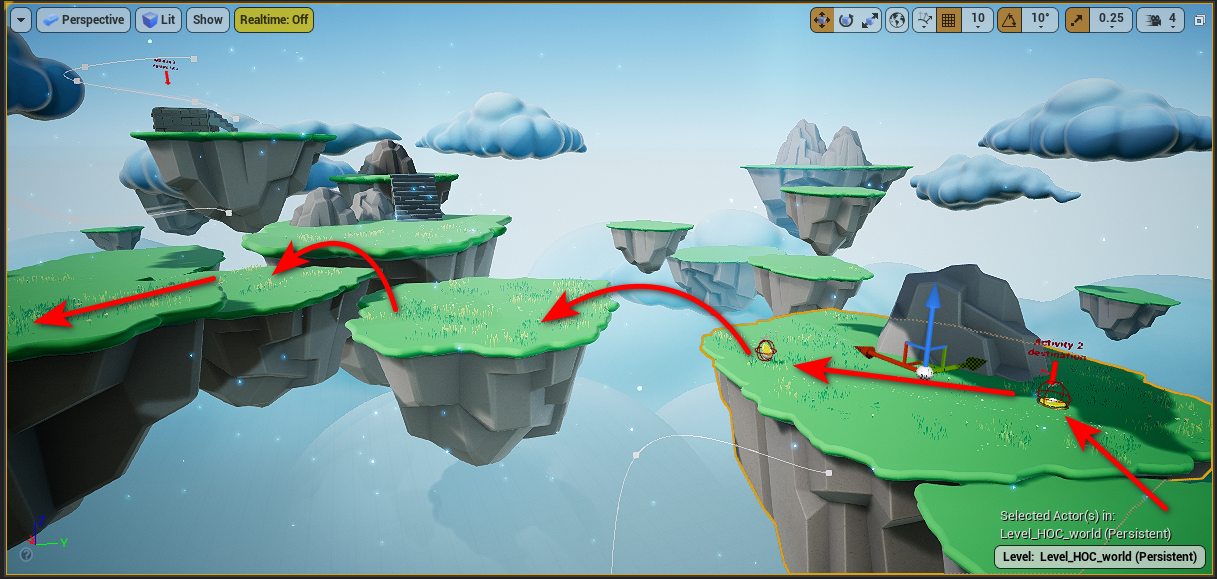 Perspective
Lit
Show
Realtime: Off
10
10°
0.25
4
Activity 2
destination
Selected Actor(s) in:
Level_HOC_world (Persistent)
Level: Level_HOC_world (Persistent)
Z
Y
?